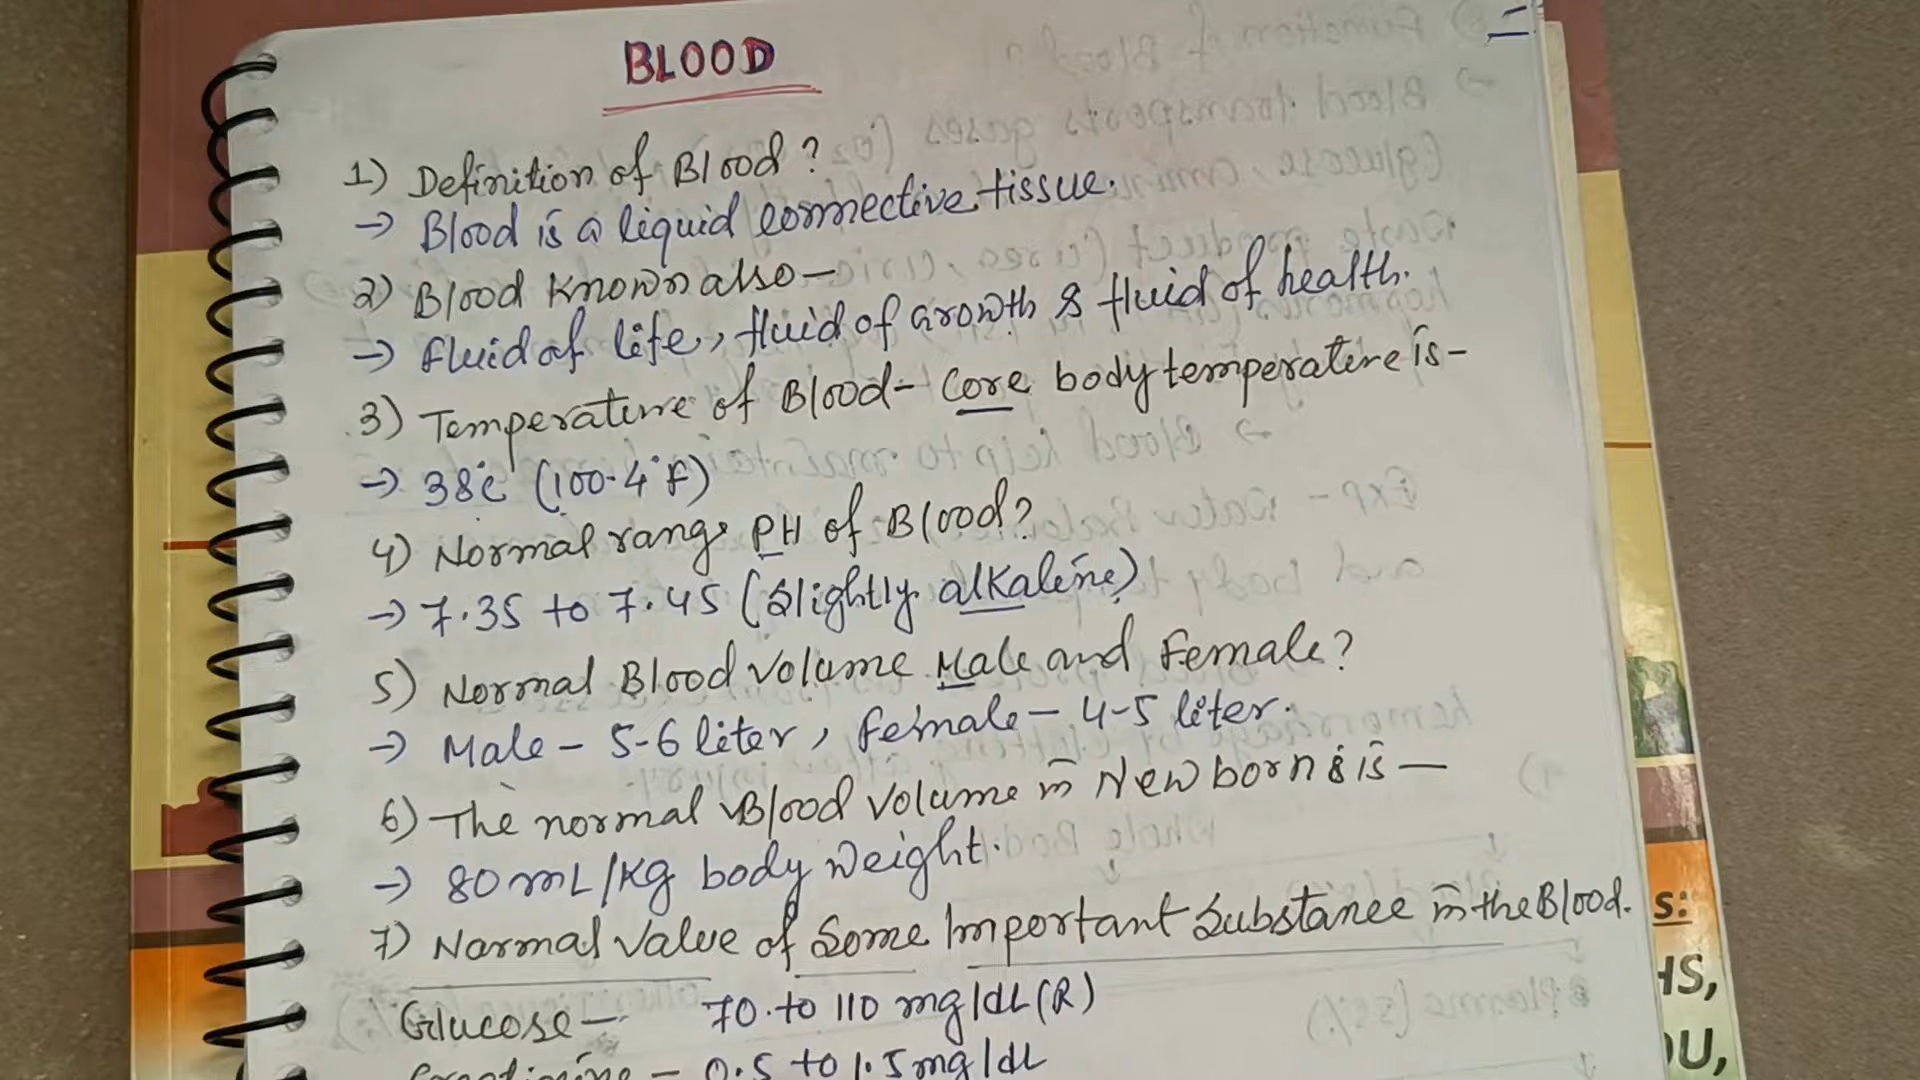 BLOOD
1) Definition of Blood?
→ Blood is a liquid connective tissue.
2) Blood Known also —
→ fluid of life, fluid of growth & fluid of health.
3) Temperature of Blood- Core body temperature is -
→ 38°c (100.4°F)
4) Normal range PH of Blood?
→ 7.35 to 7.45 (Slightly alkaline)
5) Normal Blood volume Male and Female?
→ Male - 5-6 liter, female - 4-5 liter.
6) The normal Blood volume in New borns is —
→ 80 mL/Kg body weight.
7) Normal value of Some Important Substance in the Blood.
Glucose — 70 to 110 mg/dL (R)
Creatinine — 0.5 to 1.5 mg/dL
s:
HS,
OU,